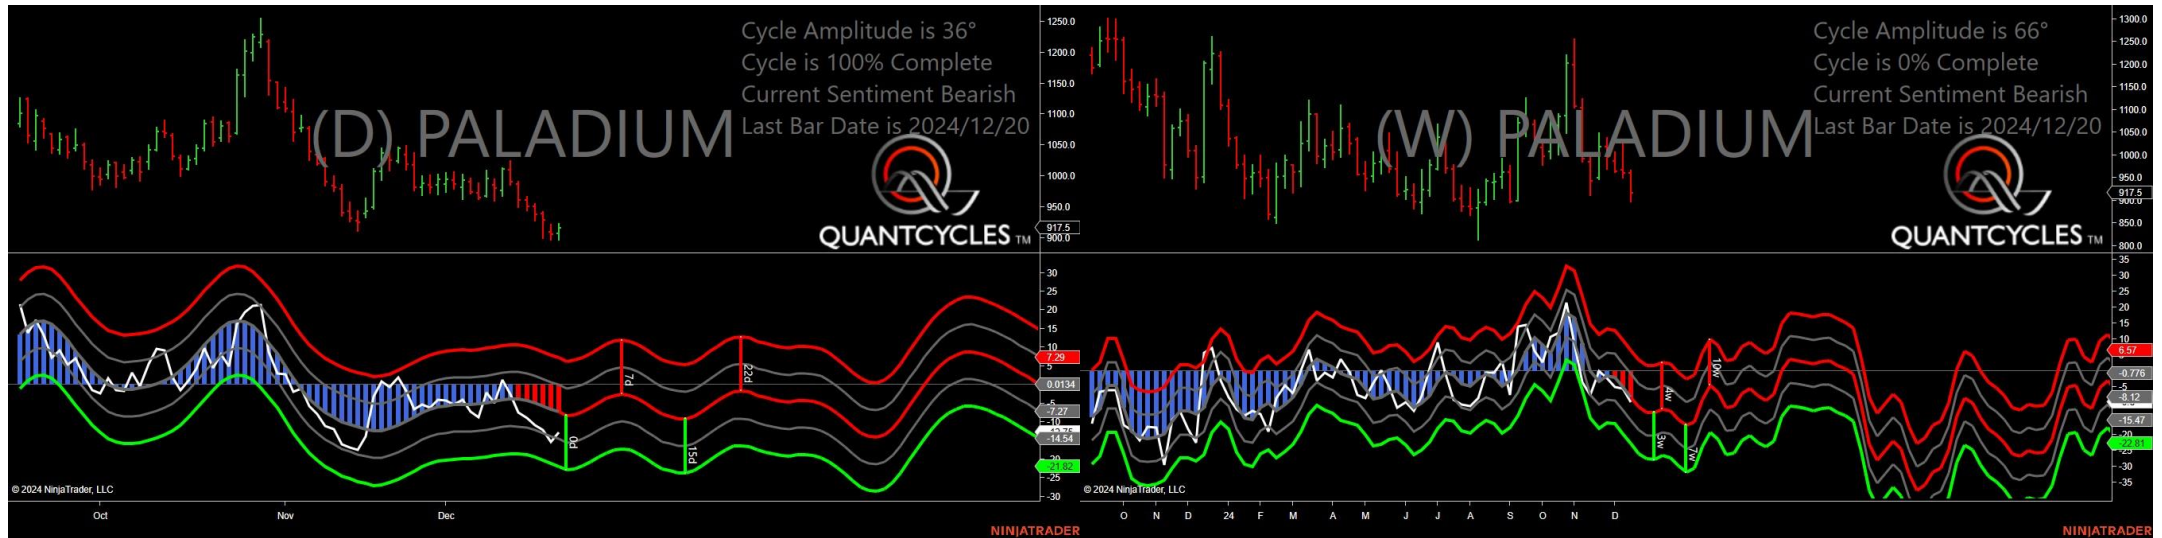 Cycle Amplitude is 36°
Cycle is 100% Complete
Current Sentiment Bearish
Last Bar Date is 2024/12/20
(D) PALADIUM
QUANTCYCLES TM
1250.0
1200.0
1150.0
1100.0
1050.0
1000.0
950.0
917.5
900.0
30
25
20
15
10
7.29
5
0.0134
-5
-7.27
-10
-14.54
-21.82
-25
-30
7d
22d
0d
15d
© 2024 NinjaTrader, LLC
Oct Nov Dec
NINJATRADER
Cycle Amplitude is 66°
Cycle is 0% Complete
Current Sentiment Bearish
Last Bar Date is 2024/12/20
(W) PALADIUM
QUANTCYCLES TM
1300.0
1250.0
1200.0
1150.0
1100.0
1050.0
1000.0
950.0
917.5
900.0
850.0
800.0
35
30
25
20
15
10
6.57
-0.776
-5
-8.12
-15.47
-20
-22.81
-25
-30
-35
4w
10w
3w
7w
© 2024 NinjaTrader, LLC
O N D 24 F M A M J J A S O N D
NINJATRADER